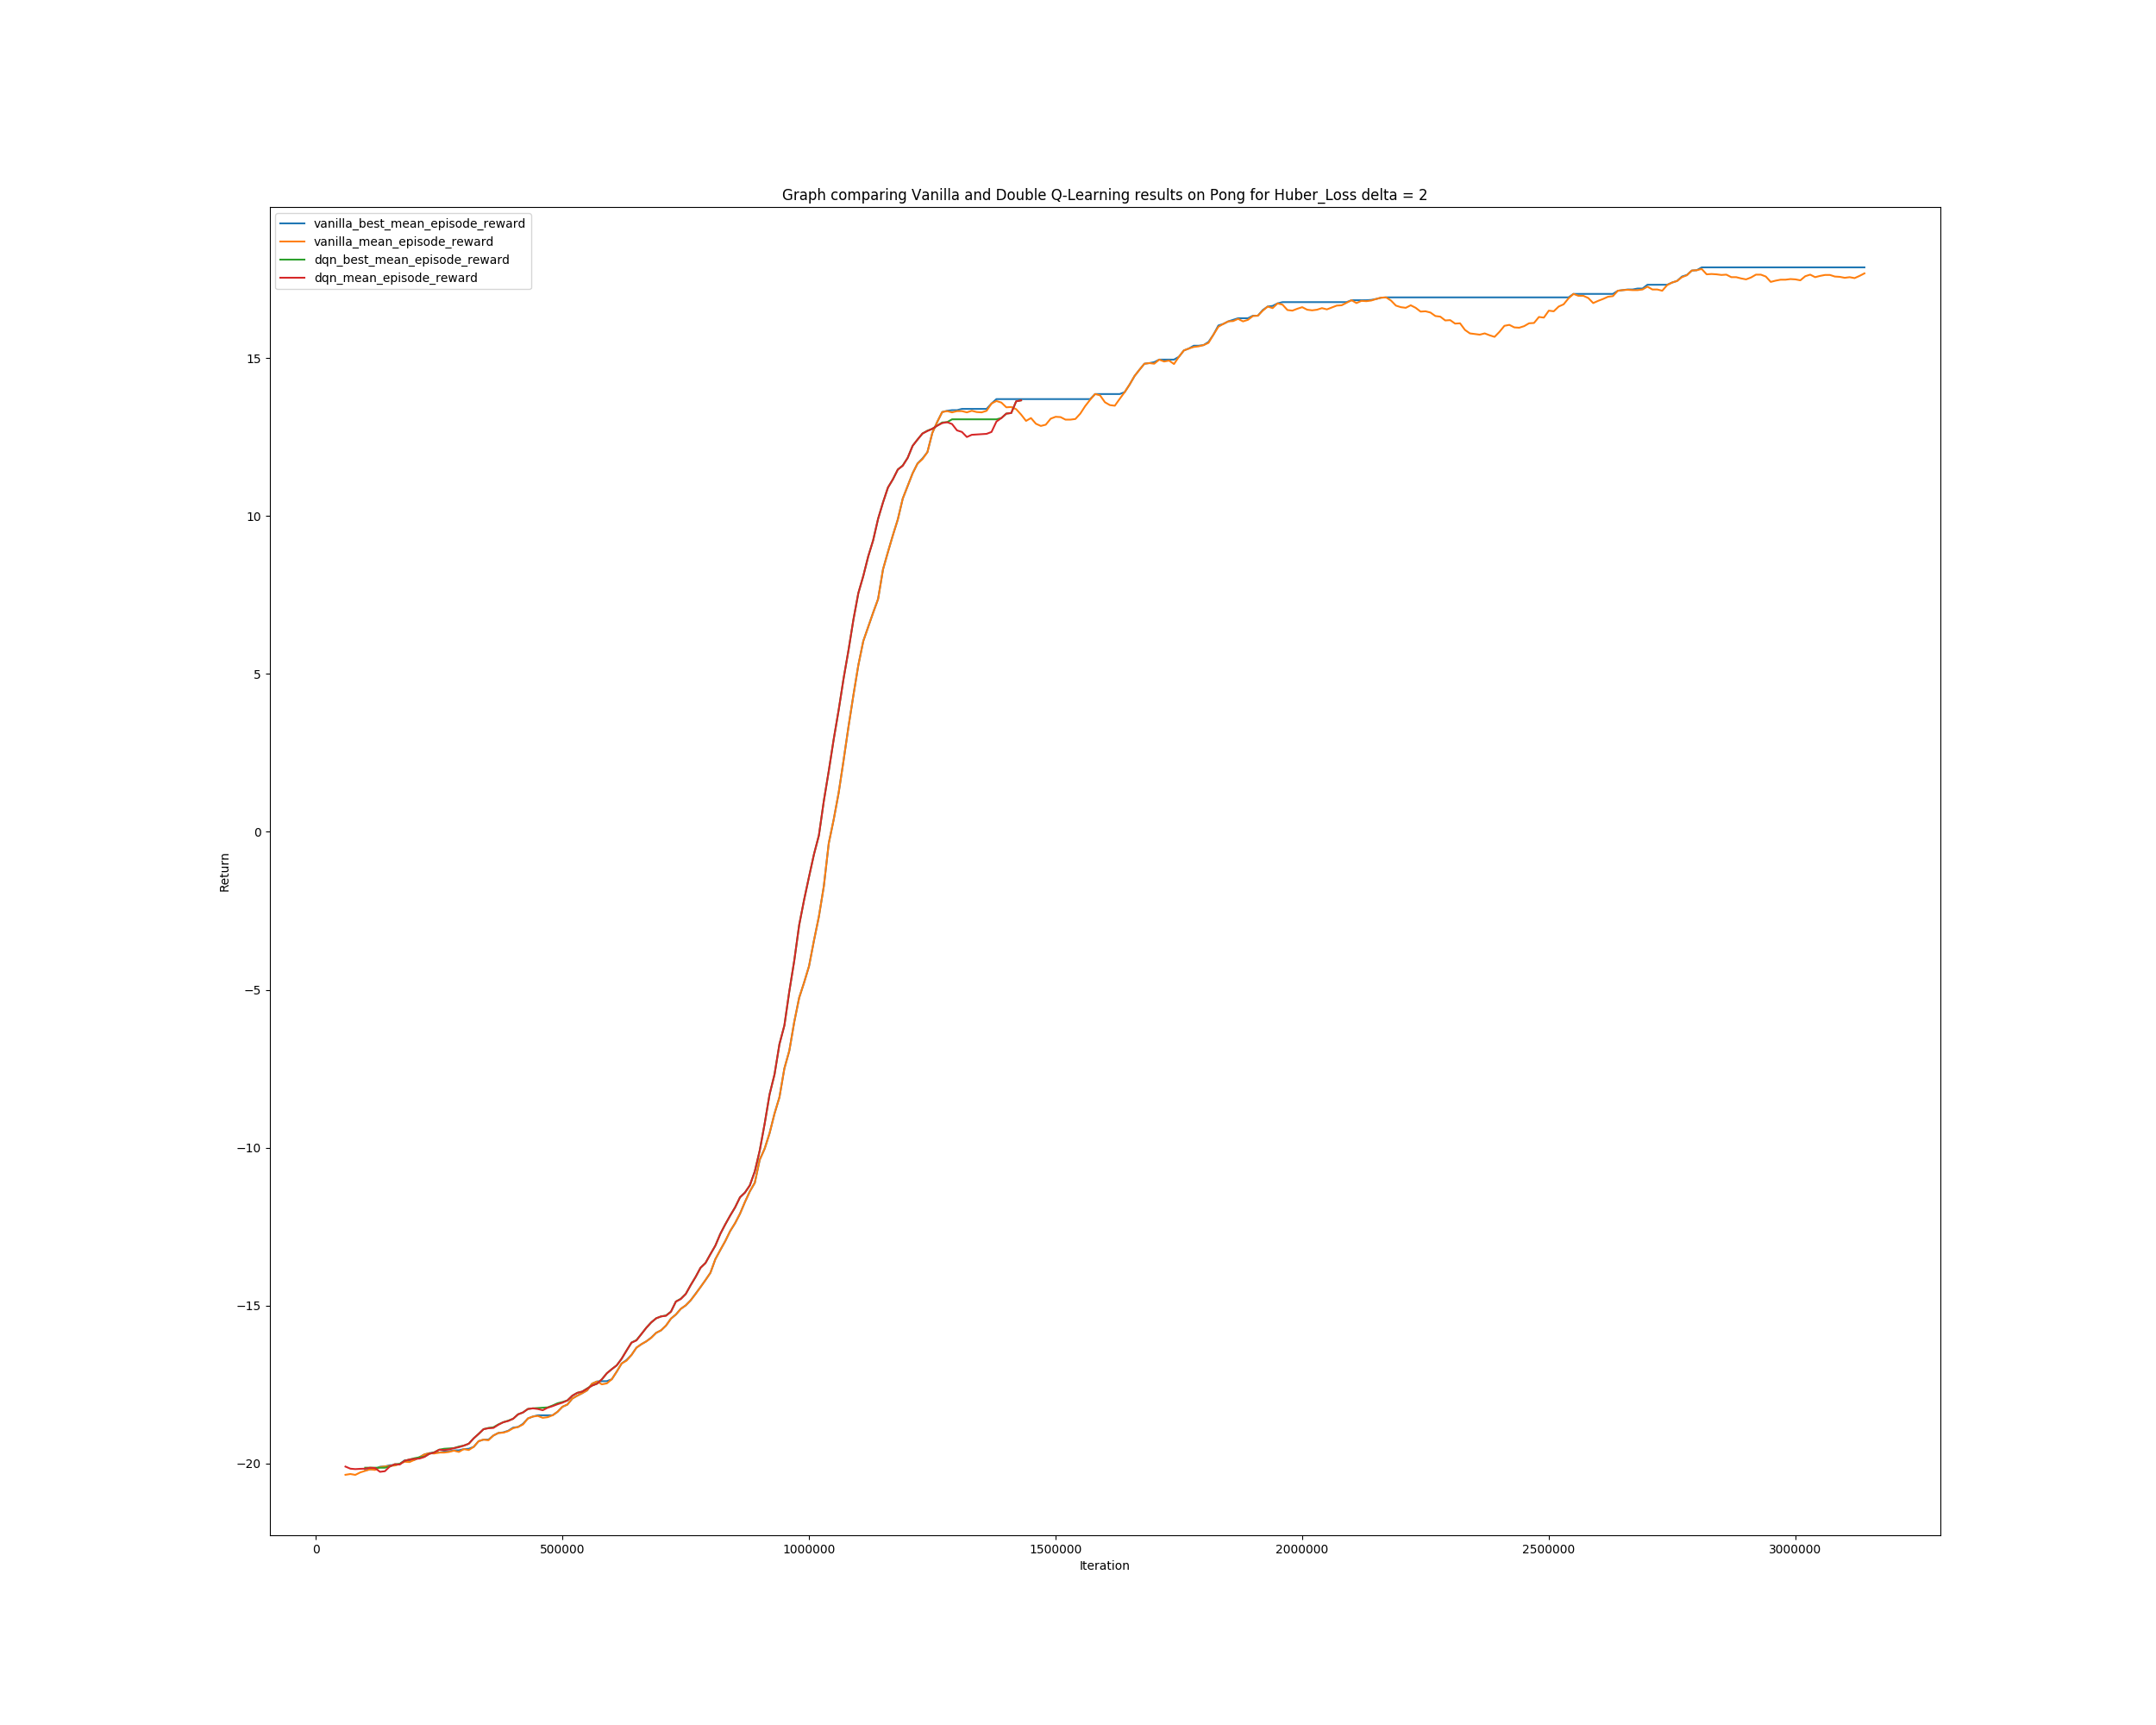 Graph comparing Vanilla and Double Q-Learning results on Pong for Huber_Loss delta = 2
vanilla_best_mean_episode_reward
vanilla_mean_episode_reward
dqn_best_mean_episode_reward
dqn_mean_episode_reward
15
10
5
0
−5
−10
−15
−20
Return
0 500000 1000000 1500000 2000000 2500000 3000000
Iteration